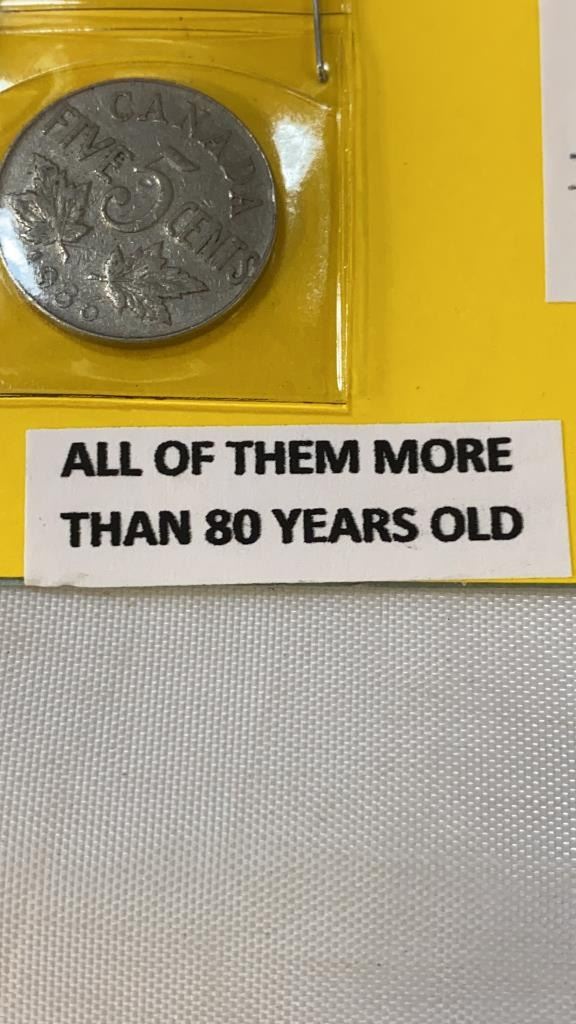 CANADA
FIVE 5 CENTS
ALL OF THEM MORE
THAN 80 YEARS OLD